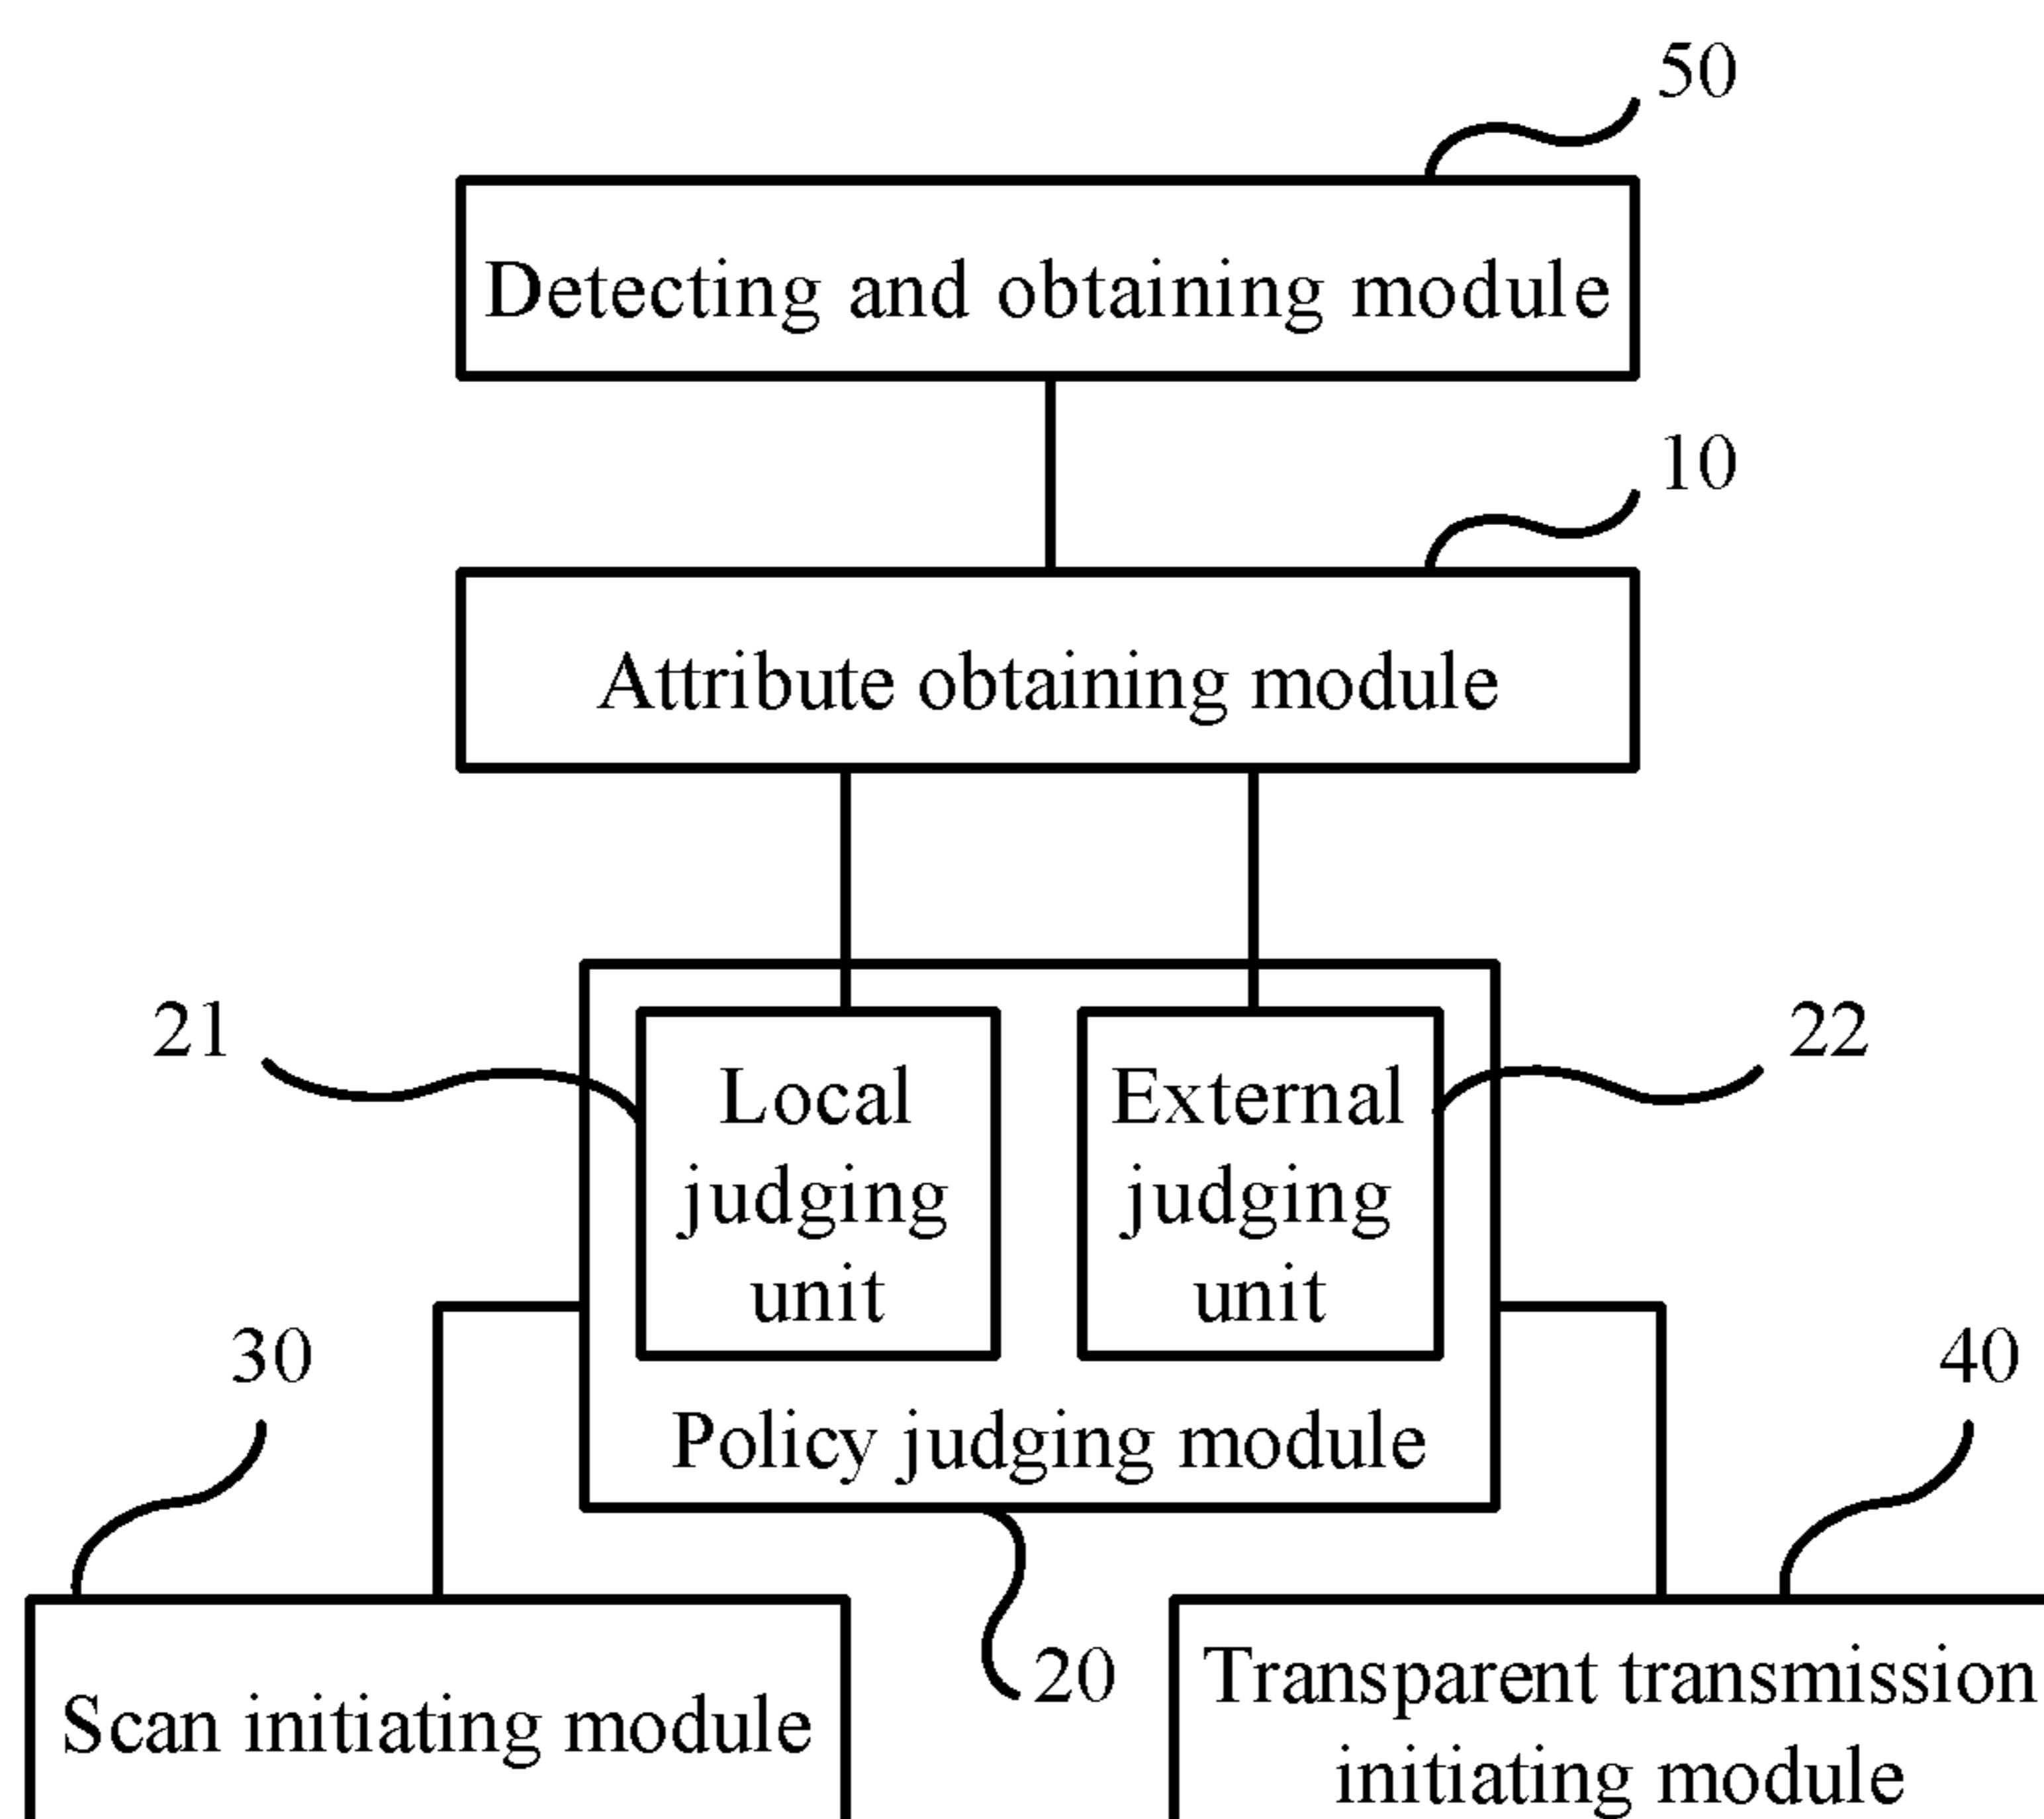 50
Detecting and obtaining module
10
Attribute obtaining module
21
22
Local
judging
unit
External
judging
unit
Policy judging module
30
40
20
Scan initiating module
Transparent transmission
initiating module